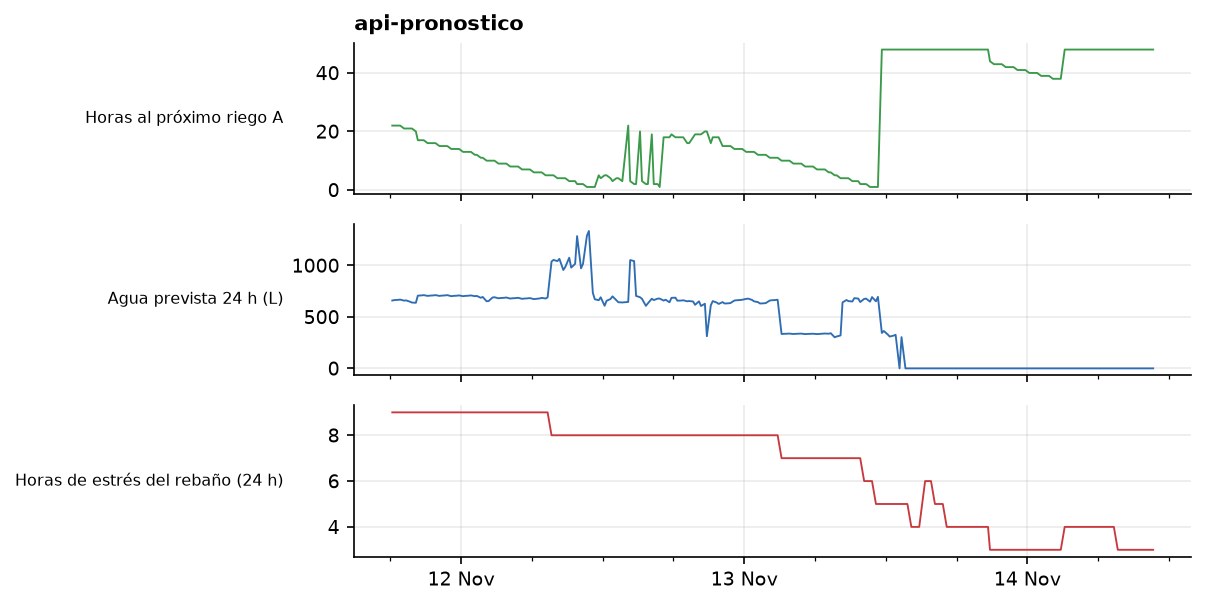 api-pronostico
Horas al próximo riego A
40
20
0
Agua prevista 24 h (L)
1000
500
0
Horas de estrés del rebaño (24 h)
8
6
4
12 Nov
13 Nov
14 Nov